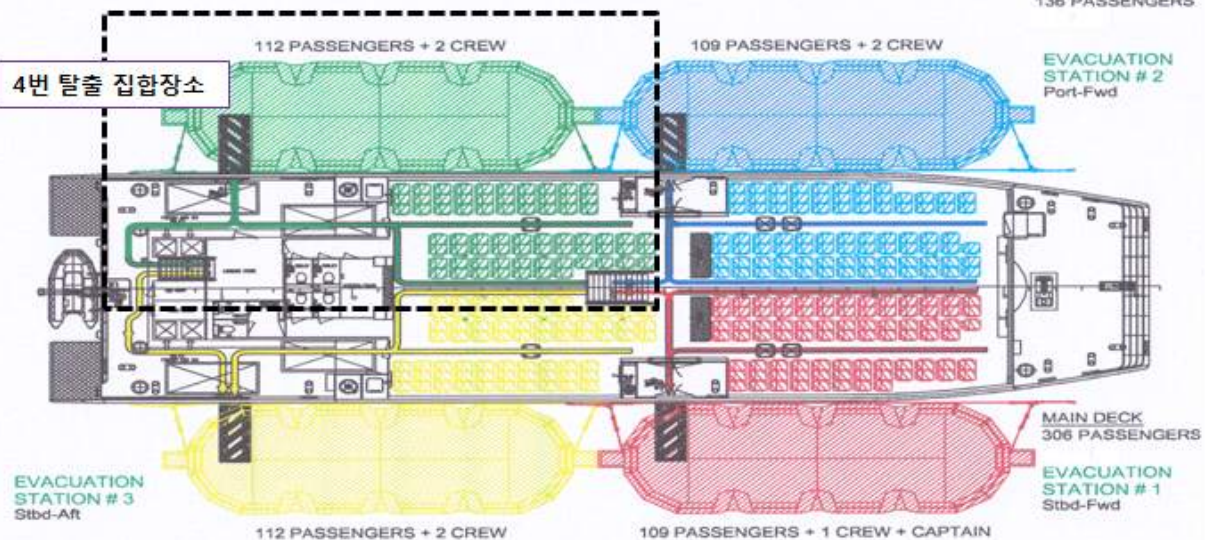 136 PASSENGERS
112 PASSENGERS + 2 CREW
109 PASSENGERS + 2 CREW
4번 탈출 집합장소
EVACUATION
STATION # 2
Port-Fwd
MAIN DECK
306 PASSENGERS
EVACUATION
STATION # 3
Stbd-Aft
EVACUATION
STATION # 1
Stbd-Fwd
112 PASSENGERS + 2 CREW
109 PASSENGERS + 1 CREW + CAPTAIN